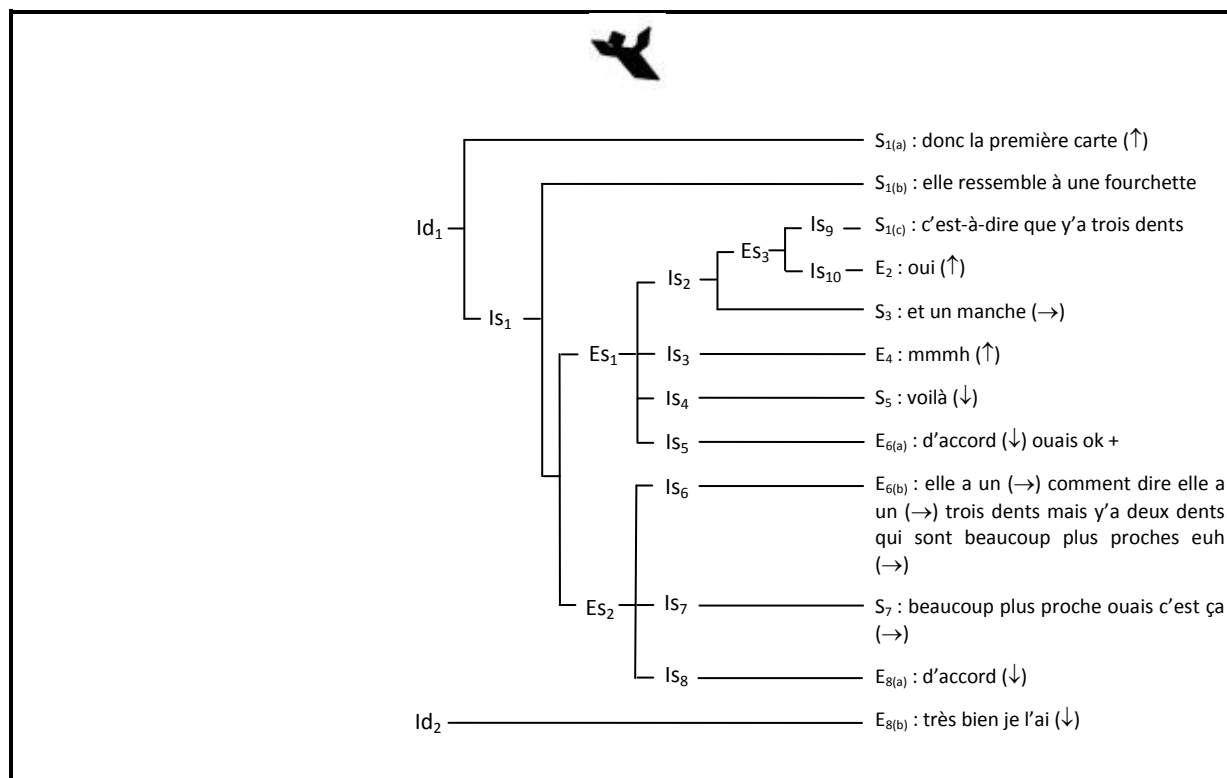 S1(a) : donc la première carte (↑)
S1(b) : elle ressemble à une fourchette
Id1
Is9
S1(c) : c’est-à-dire que y’a trois dents
Es3
Is10
E2 : oui (↑)
Is2
S3 : et un manche (→)
Is1
Es1
Is3
E4 : mmmh (↑)
Is4
S5 : voilà (↓)
Is5
E6(a) : d’accord (↓) ouais ok +
Is6
E6(b) : elle a un (→) comment dire elle a
un (→) trois dents mais y’a deux dents
qui sont beaucoup plus proches euh
(→)
Es2
Is7
S7 : beaucoup plus proche ouais c’est ça
(→)
Is8
E8(a) : d’accord (↓)
Id2
E8(b) : très bien je l’ai (↓)